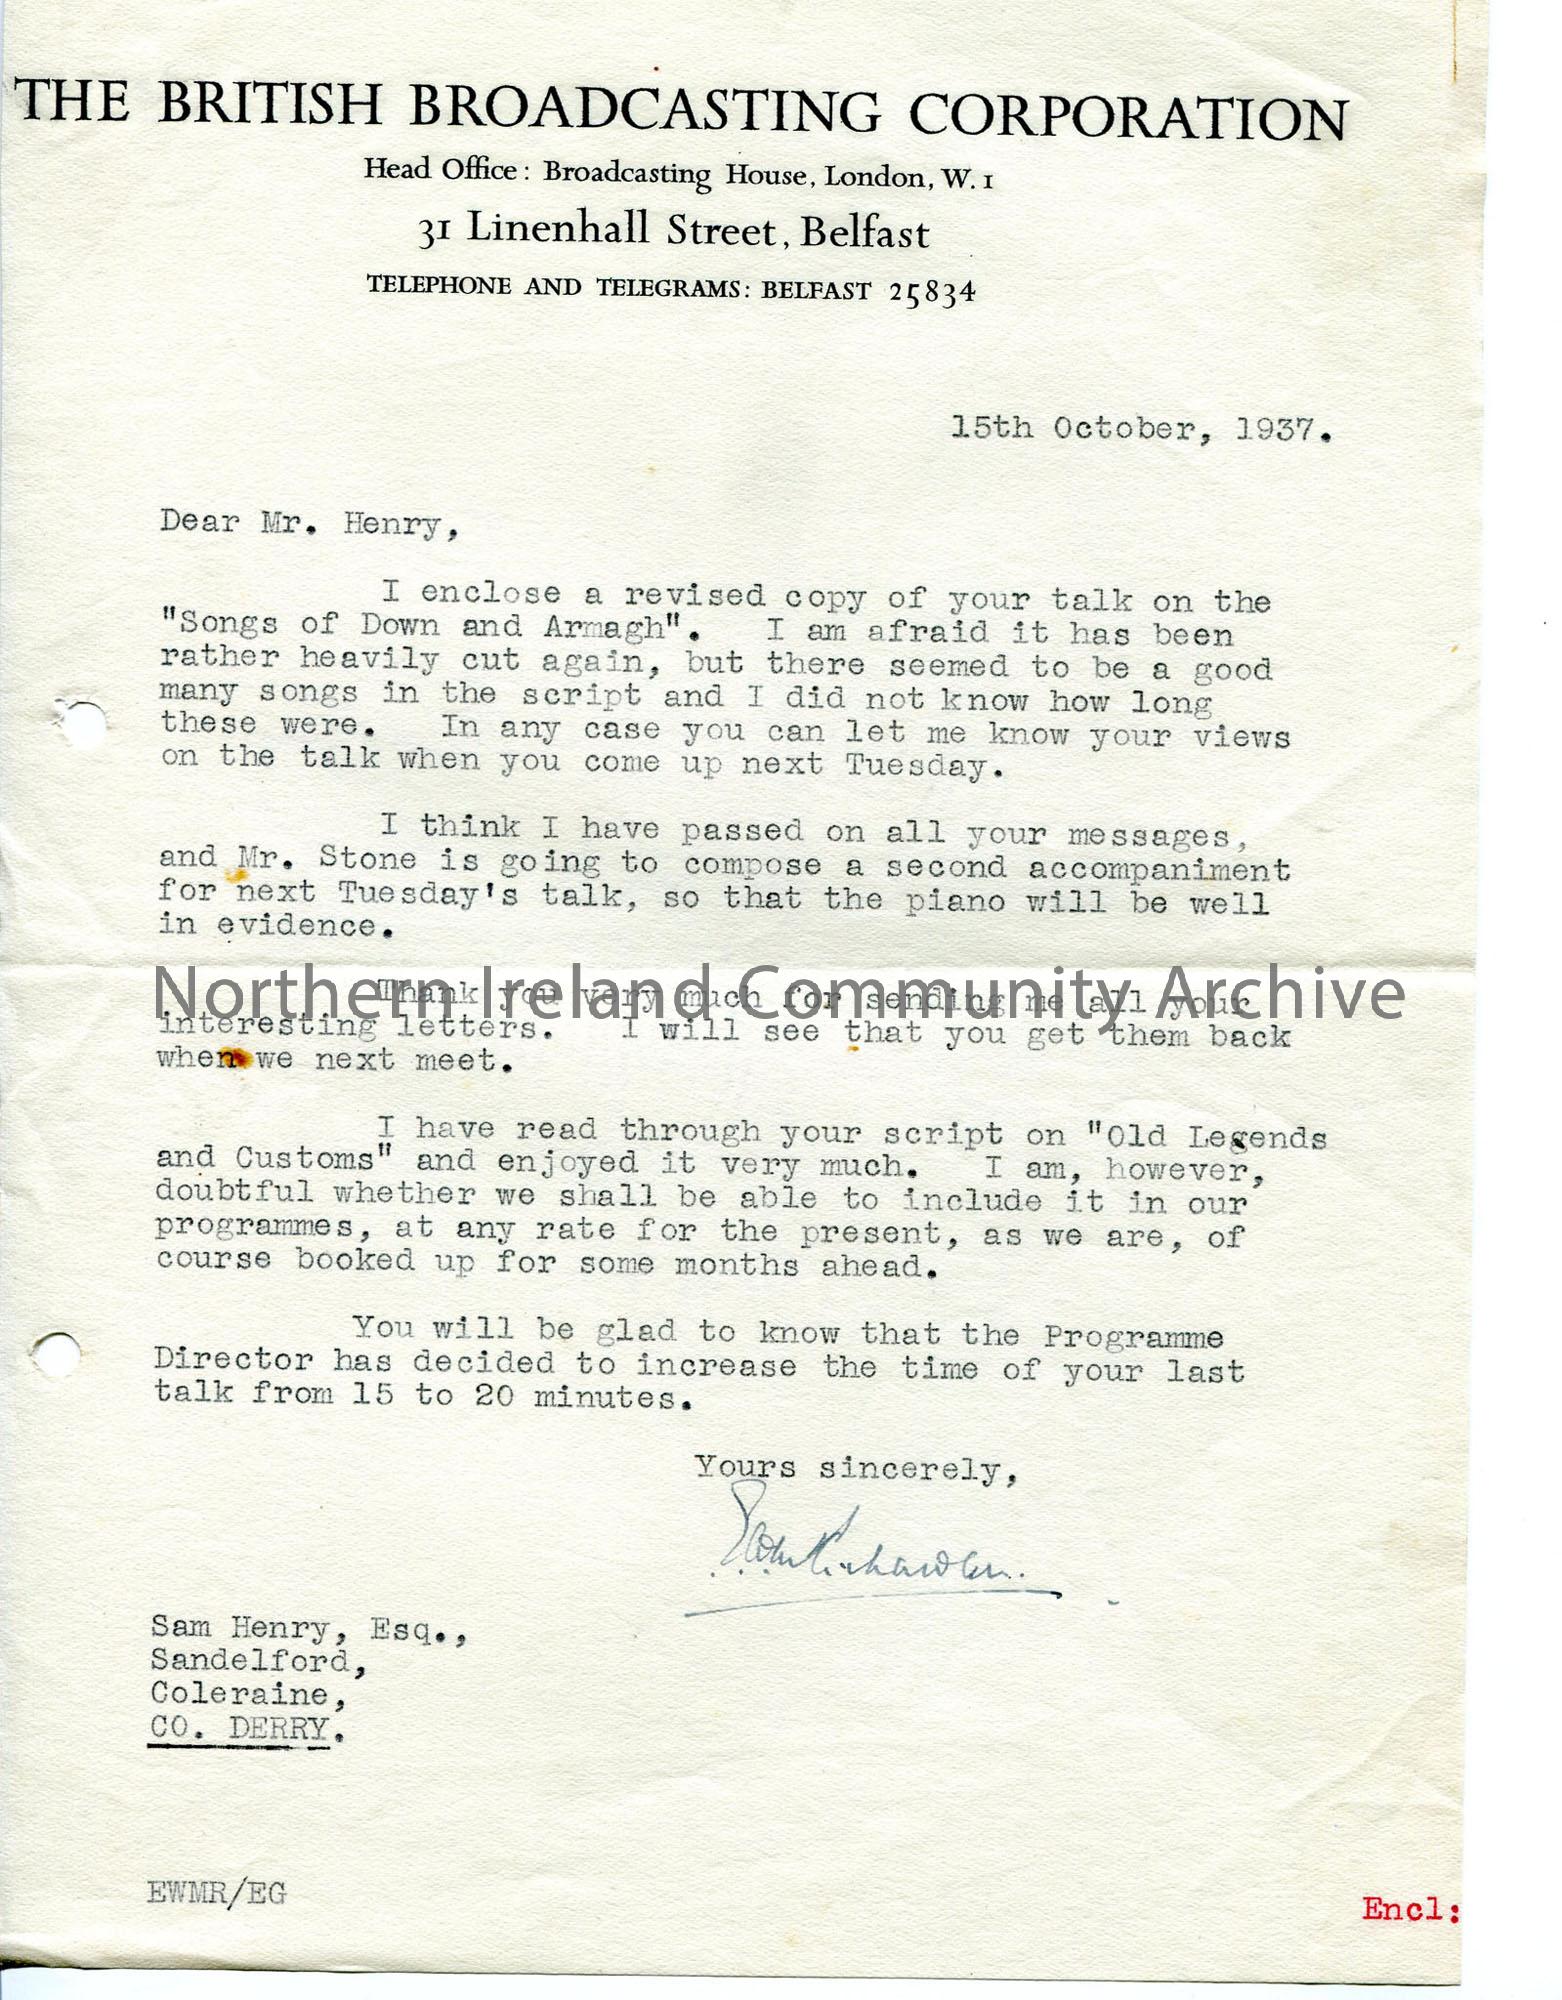 THE BRITISH BROADCASTING CORPORATION
Head Office: Broadcasting House, London, W.1
31 Linenhall Street, Belfast
TELEPHONE AND TELEGRAMS: BELFAST 25834
15th October, 1937.
Dear Mr. Henry,
I enclose a revised copy of your talk on the
"Songs of Down and Armagh". I am afraid it has been
rather heavily cut again, but there seemed to be a good
many songs in the script and I did not know how long
these were. In any case you can let me know your views
on the talk when you come up next Tuesday.
I think I have passed on all your messages,
and Mr. Stone is going to compose a second accompaniment
for next Tuesday's talk, so that the piano will be well
in evidence.
Northern Ireland Community Archive
Thank you very much for sending me all your
interesting letters. I will see that you get them back
when we next meet.
I have read through your script on "Old Legends
and Customs" and enjoyed it very much. I am, however,
doubtful whether we shall be able to include it in our
programmes, at any rate for the present, as we are, of
course booked up for some months ahead.
You will be glad to know that the Programme
Director has decided to increase the time of your last
talk from 15 to 20 minutes.
Yours sincerely,
Richardson.
Sam Henry, Esq.,
Sandelford,
Coleraine,
CO. DERRY.
EWMR/EG
Encl: